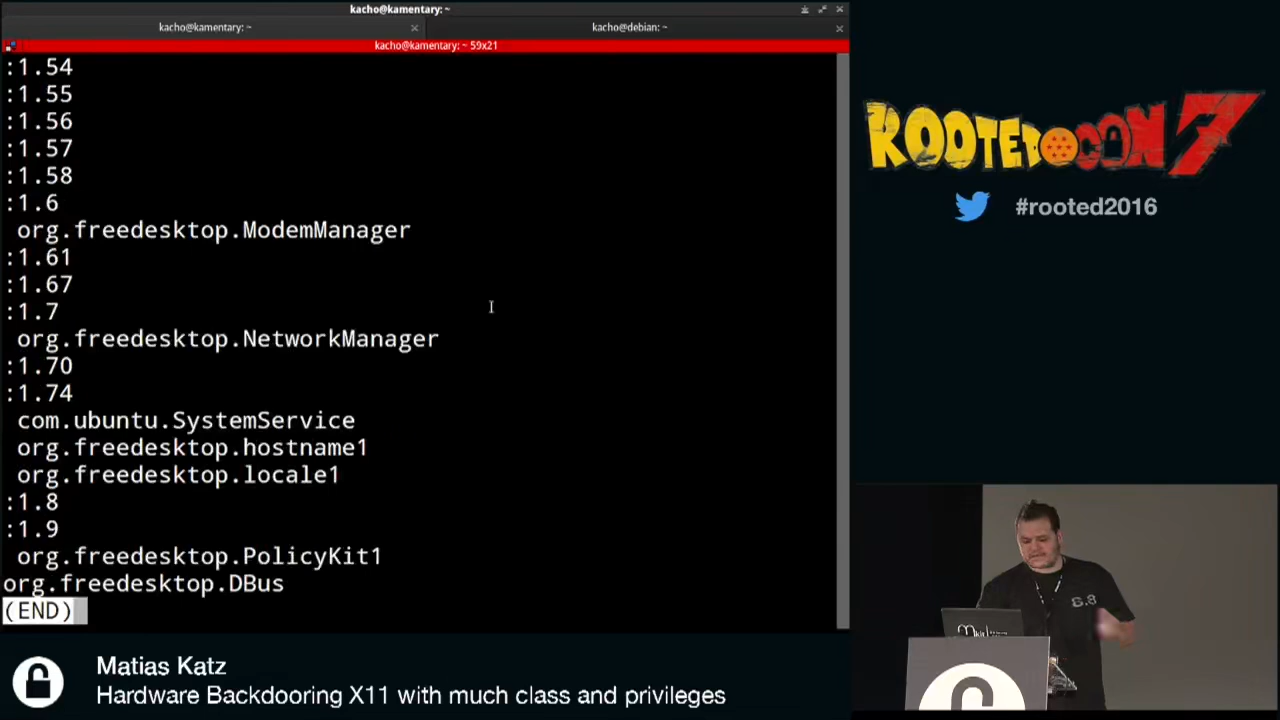 kacho@kamentary: ~
kacho@kamentary: ~
kacho@debian: ~
kacho@kamentary: ~ 59x21
:1.54
:1.55
:1.56
:1.57
:1.58
:1.6
org.freedesktop.ModemManager
:1.61
:1.67
:1.7
org.freedesktop.NetworkManager
:1.70
:1.74
com.ubuntu.SystemService
org.freedesktop.hostname1
org.freedesktop.locale1
:1.8
:1.9
org.freedesktop.PolicyKit1
org.freedesktop.DBus
(END)
ROOTEDCON 7
#rooted2016
Matias Katz
Hardware Backdooring X11 with much class and privileges